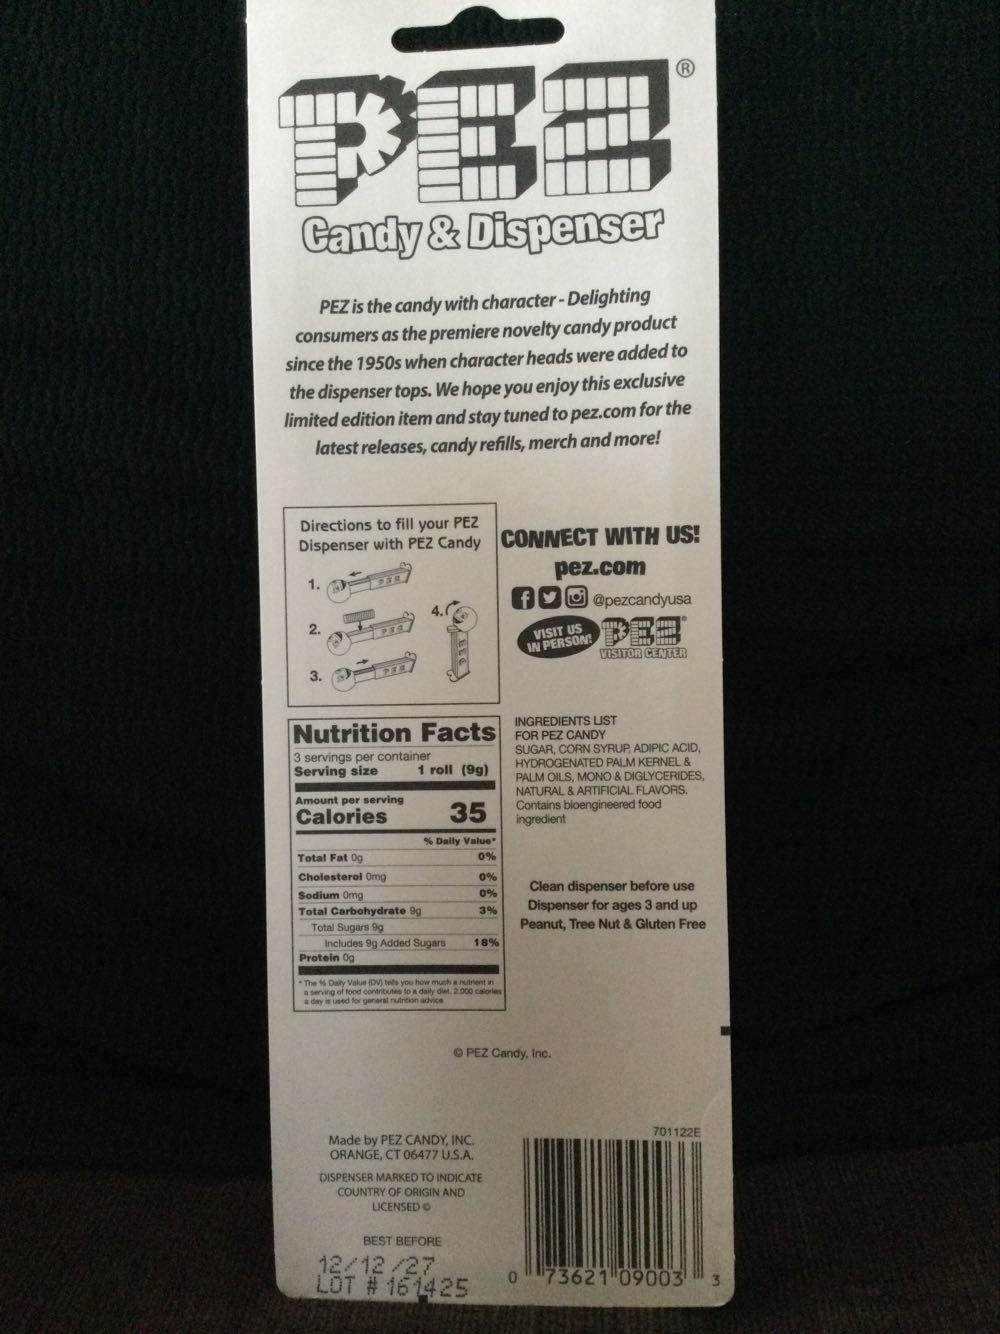 PEZ®
Candy & Dispenser
PEZ is the candy with character - Delighting
consumers as the premiere novelty candy product
since the 1950s when character heads were added to
the dispenser tops. We hope you enjoy this exclusive
limited edition item and stay tuned to pez.com for the
latest releases, candy refills, merch and more!
Directions to fill your PEZ
Dispenser with PEZ Candy
1.
PEZ
2.
PEZ
3.
PEZ
4.
PEZ
CONNECT WITH US!
pez.com
@pezcandyusa
VISIT US
IN PERSON!
PEZ®
VISITOR CENTER
Nutrition Facts
3 servings per container
Serving size 1 roll (9g)
Amount per serving
Calories 35
% Daily Value*
Total Fat 0g 0%
Cholesterol 0mg 0%
Sodium 0mg 0%
Total Carbohydrate 9g 3%
Total Sugars 9g
Includes 9g Added Sugars 18%
Protein 0g
* The % Daily Value (DV) tells you how much a nutrient in
a serving of food contributes to a daily diet. 2,000 calories
a day is used for general nutrition advice.
INGREDIENTS LIST
FOR PEZ CANDY
SUGAR, CORN SYRUP, ADIPIC ACID,
HYDROGENATED PALM KERNEL &
PALM OILS, MONO & DIGLYCERIDES,
NATURAL & ARTIFICIAL FLAVORS.
Contains bioengineered food
ingredient
Clean dispenser before use
Dispenser for ages 3 and up
Peanut, Tree Nut & Gluten Free
© PEZ Candy, Inc.
Made by PEZ CANDY, INC.
ORANGE, CT 06477 U.S.A.
DISPENSER MARKED TO INDICATE
COUNTRY OF ORIGIN AND
LICENSED ©
BEST BEFORE
12/12/27
LOT # 161425
701122E
0 73621 09003 3